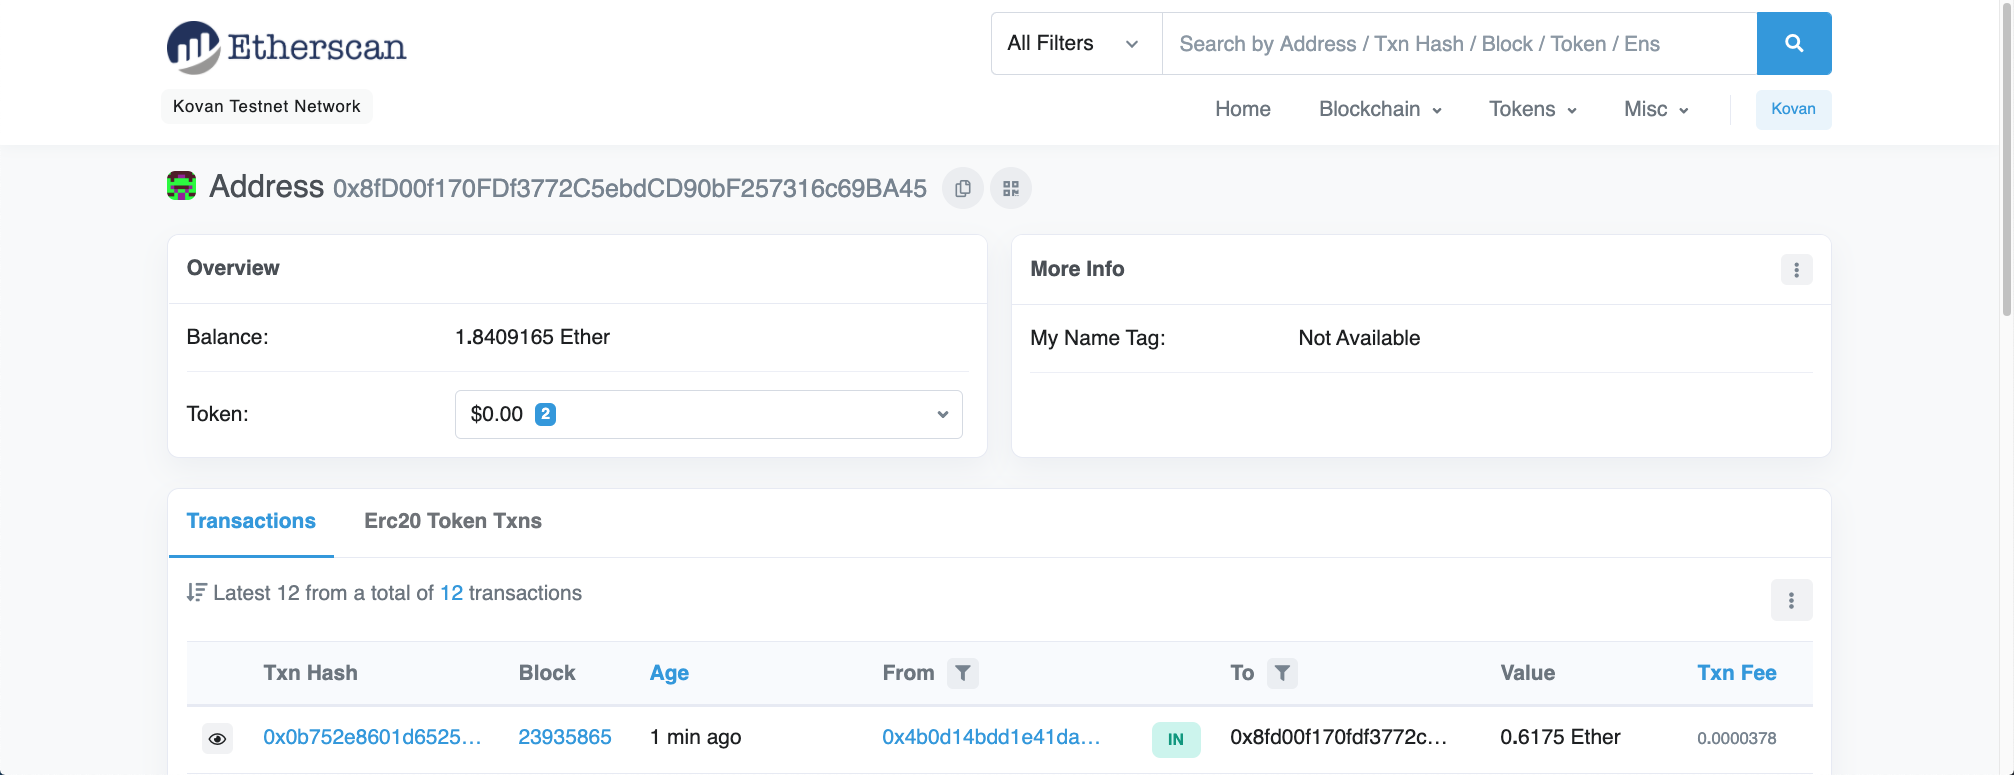 Etherscan
All Filters
Search by Address / Txn Hash / Block / Token / Ens
Kovan Testnet Network
Home Blockchain Tokens Misc Kovan
Address 0x8fD00f170FDf3772C5ebdCD90bF257316c69BA45
Overview
Balance: 1.8409165 Ether
Token: $0.00 2
More Info
My Name Tag: Not Available
Transactions Erc20 Token Txns
Latest 12 from a total of 12 transactions
Txn Hash Block Age From To Value Txn Fee
0x0b752e8601d6525... 23935865 1 min ago 0x4b0d14bdd1e41da... IN 0x8fd00f170fdf3772c... 0.6175 Ether 0.0000378